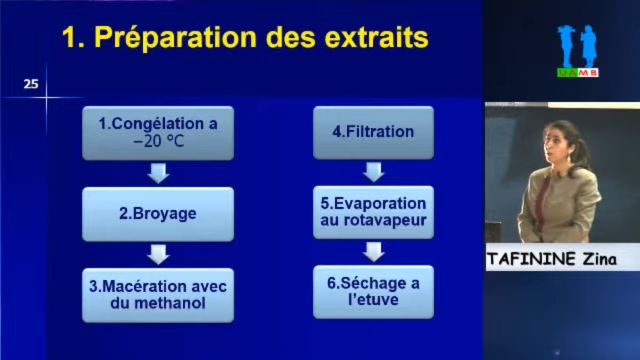 1. Préparation des extraits
25
1.Congélation a
−20 °C
2.Broyage
3.Macération avec
du methanol
4.Filtration
5.Evaporation
au rotavapeur
6.Séchage a
l’etuve
UAMB
TAFININE Zina